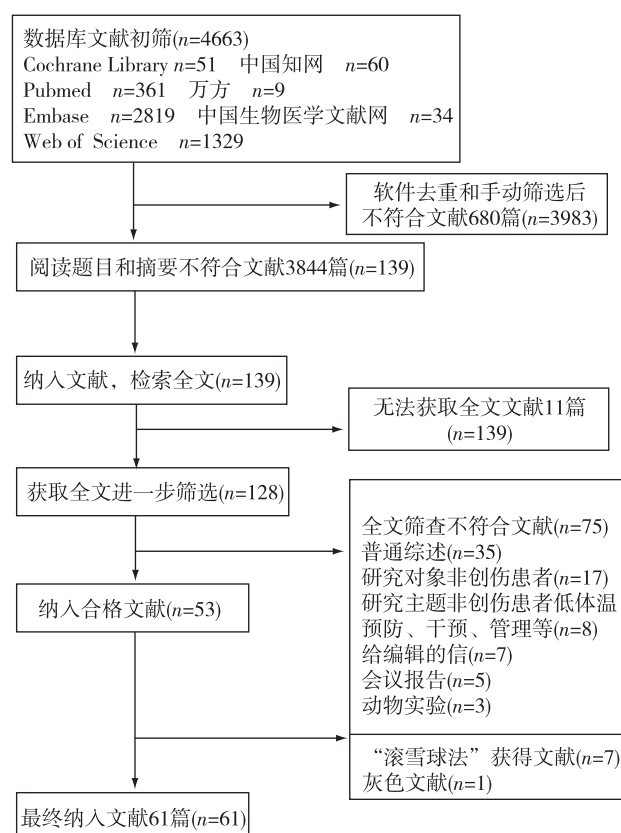 数据库文献初筛(n=4663)
Cochrane Library n=51 中国知网 n=60
Pubmed n=361 万方 n=9
Embase n=2819 中国生物医学文献网 n=34
Web of Science n=1329
软件去重和手动筛选后
不符合文献680篇(n=3983)
阅读题目和摘要不符合文献3844篇(n=139)
纳入文献，检索全文(n=139)
无法获取全文文献11篇
(n=139)
获取全文进一步筛选(n=128)
全文筛查不符合文献(n=75)
普通综述(n=35)
研究对象非创伤患者(n=17)
研究主题非创伤患者低体温
预防、干预、管理等(n=8)
给编辑的信(n=7)
会议报告(n=5)
动物实验(n=3)
纳入合格文献(n=53)
“滚雪球法”获得文献(n=7)
灰色文献(n=1)
最终纳入文献61篇(n=61)